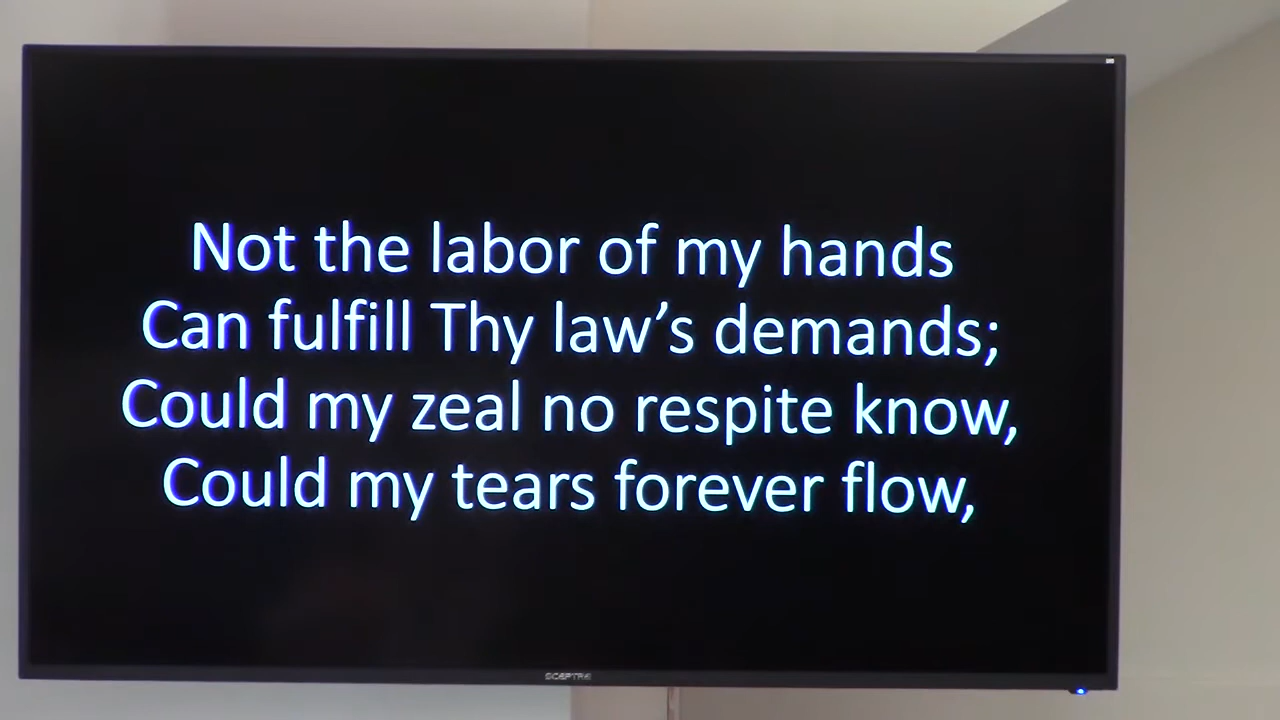 Not the labor of my hands
Can fulfill Thy law’s demands;
Could my zeal no respite know,
Could my tears forever flow,
SCEPTRE